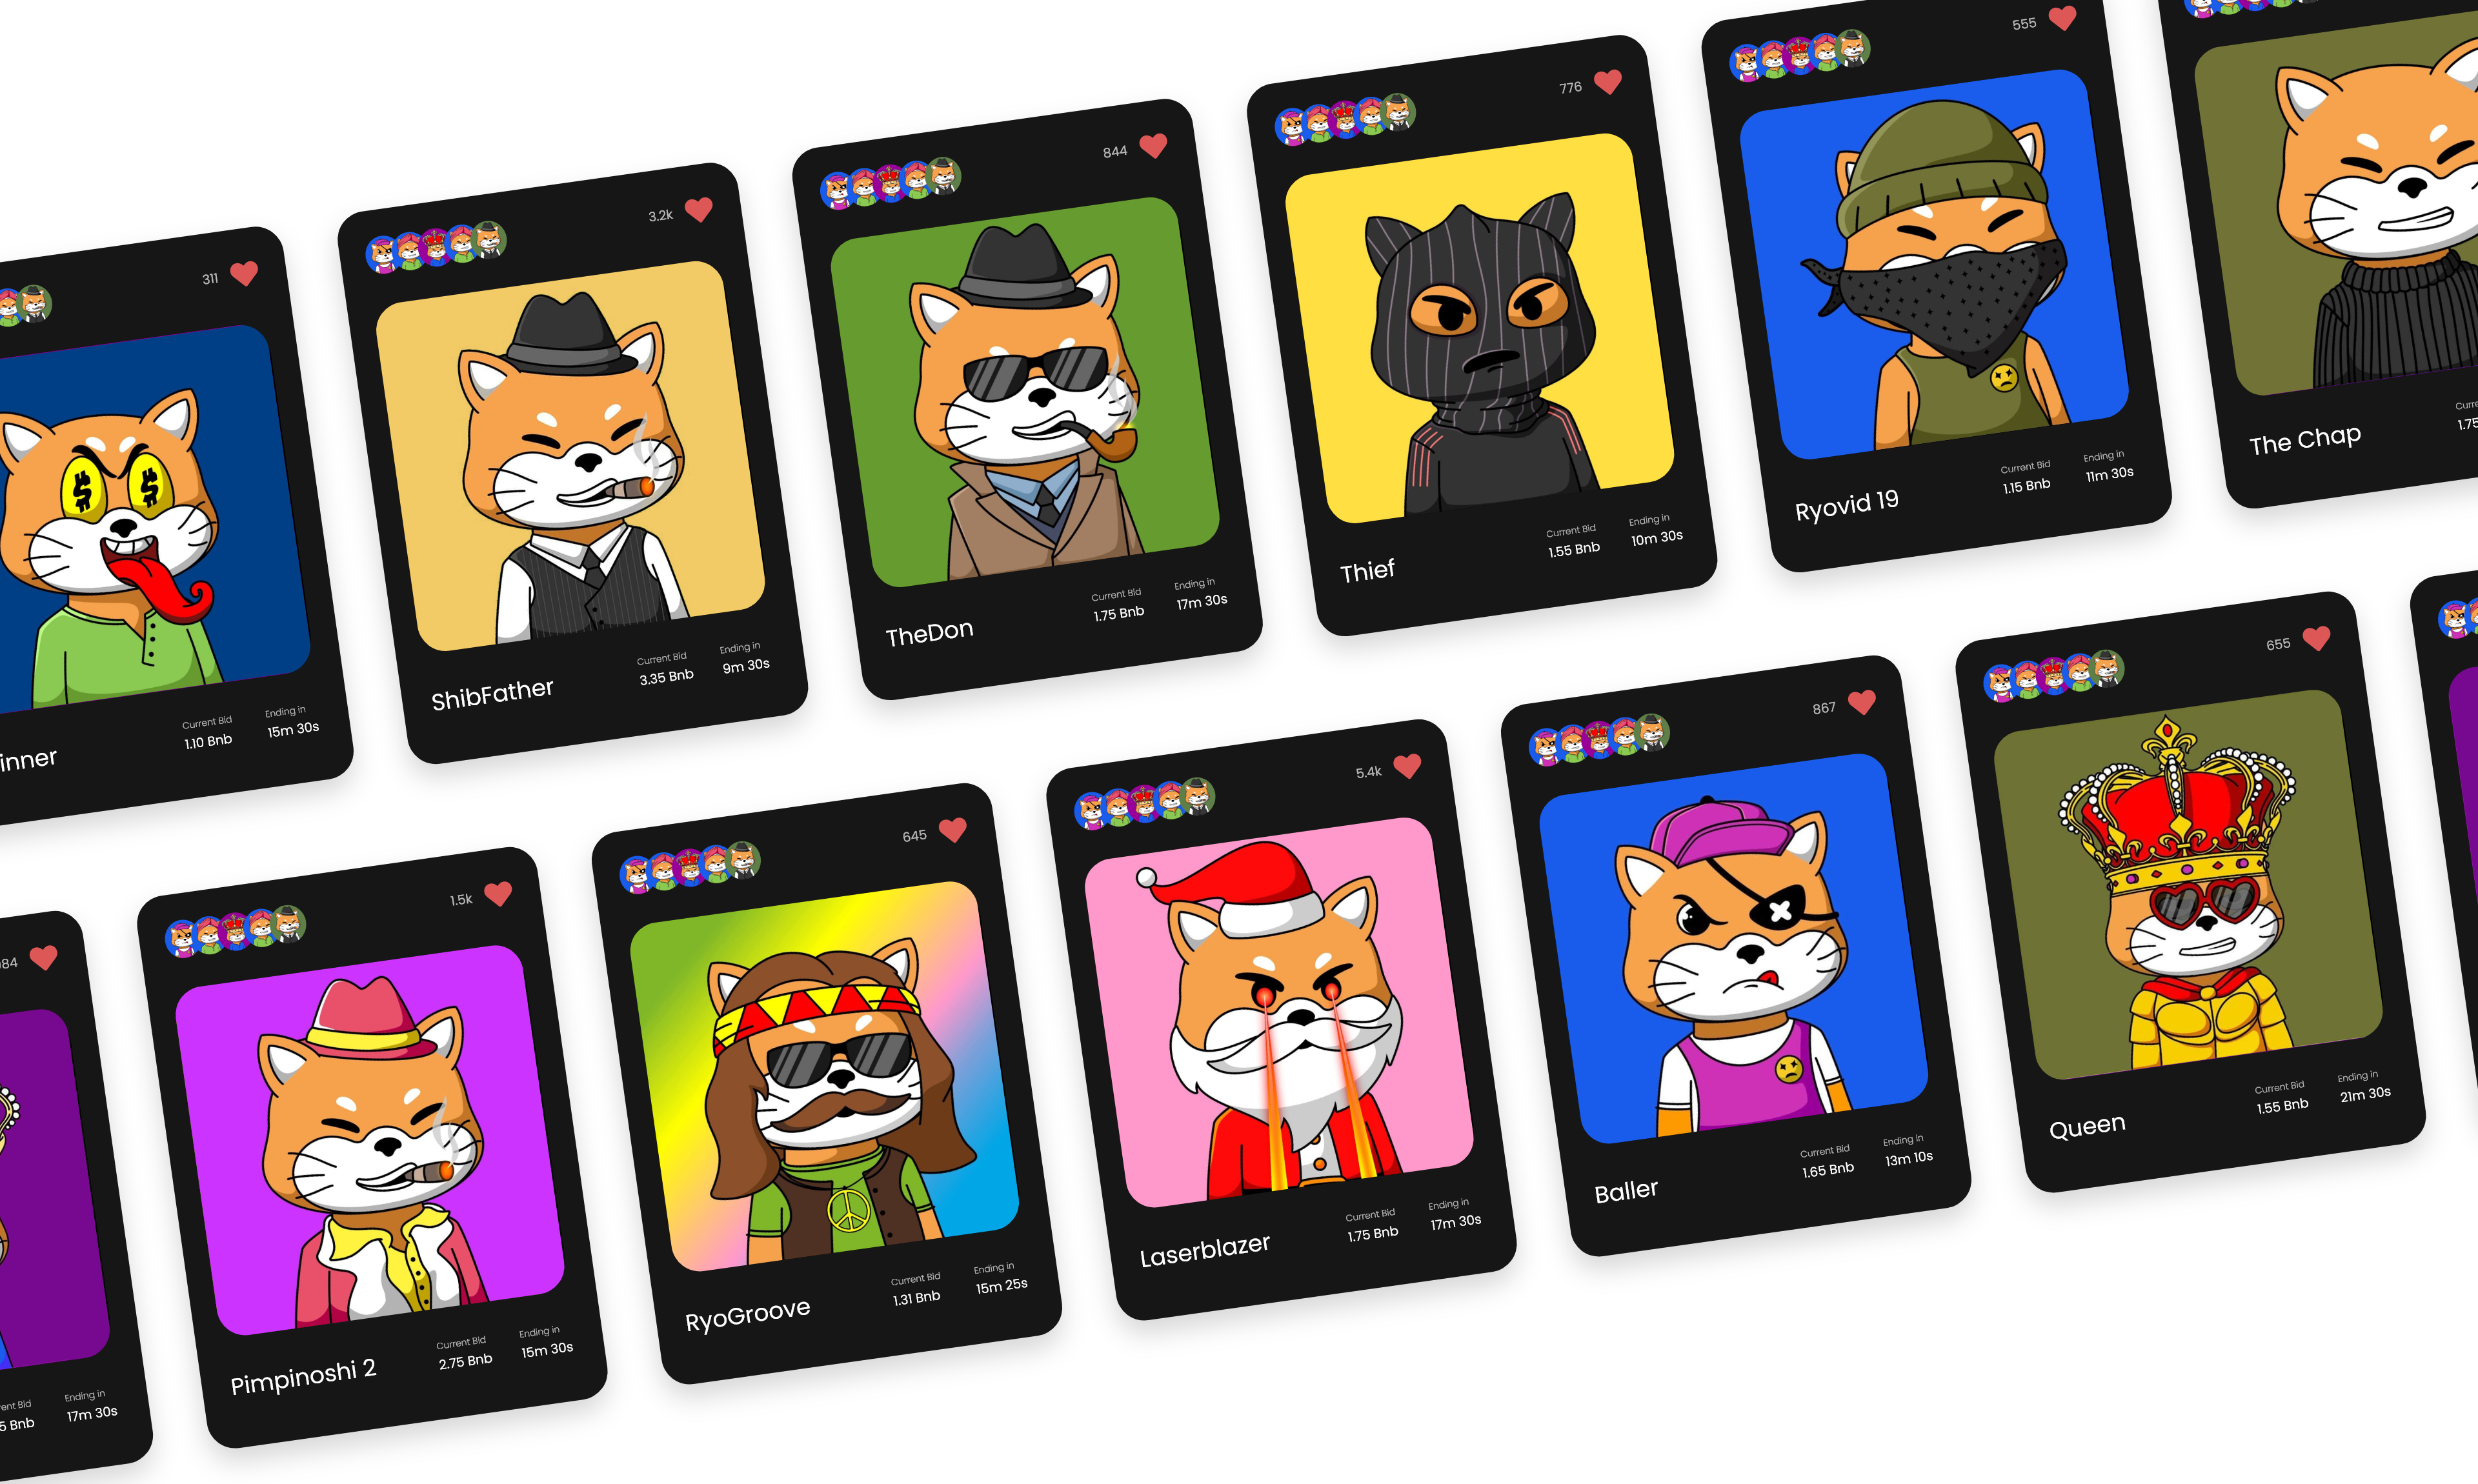 311
inner
Current Bid
1.10 Bnb
Ending in
15m 30s
3.2k
$ $
ShibFather
Current Bid
3.35 Bnb
Ending in
9m 30s
844
TheDon
Current Bid
1.75 Bnb
Ending in
17m 30s
776
Thief
Current Bid
1.55 Bnb
Ending in
10m 30s
555
Ryovid 19
Current Bid
1.15 Bnb
Ending in
11m 30s
The Chap
84
Ending in
17m 30s
1.5k
Pimpinoshi 2
Current Bid
2.75 Bnb
Ending in
15m 30s
645
RyoGroove
Current Bid
1.31 Bnb
Ending in
15m 25s
5.4k
Laserblazer
Current Bid
1.75 Bnb
Ending in
17m 30s
867
Baller
Current Bid
1.65 Bnb
Ending in
13m 10s
655
Queen
Current Bid
1.55 Bnb
Ending in
21m 30s